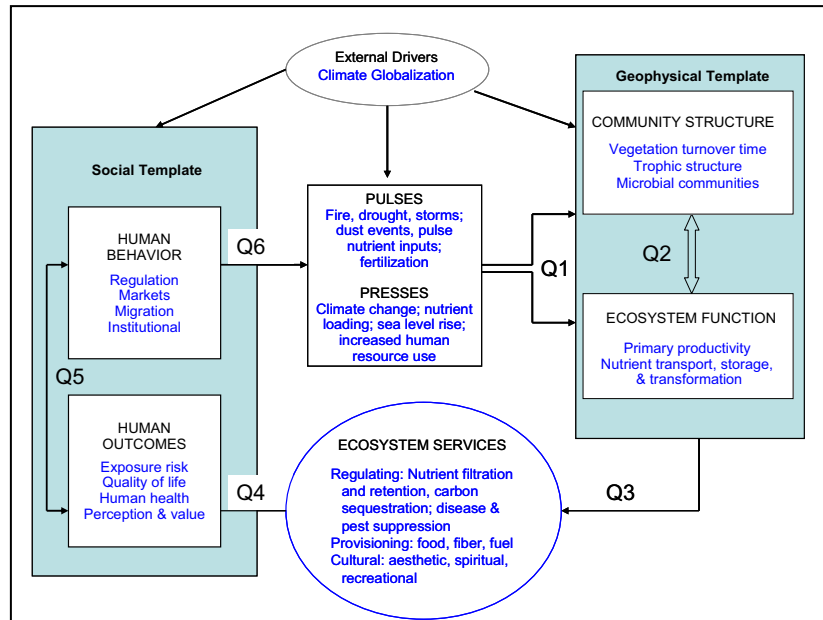 External Drivers
Climate Globalization
Geophysical Template
COMMUNITY STRUCTURE
Vegetation turnover time
Trophic structure
Microbial communities
Social Template
PULSES
Fire, drought, storms;
dust events, pulse
nutrient inputs;
fertilization
PRESSES
Climate change; nutrient
loading; sea level rise;
increased human
resource use
HUMAN
BEHAVIOR
Regulation
Markets
Migration
Institutional
Q6
Q1
Q2
ECOSYSTEM FUNCTION
Primary productivity
Nutrient transport, storage,
& transformation
Q5
HUMAN
OUTCOMES
Exposure risk
Quality of life
Human health
Perception & value
Q4
ECOSYSTEM SERVICES
Regulating: Nutrient filtration
and retention, carbon
sequestration; disease &
pest suppression
Provisioning: food, fiber, fuel
Cultural: aesthetic, spiritual,
recreational
Q3